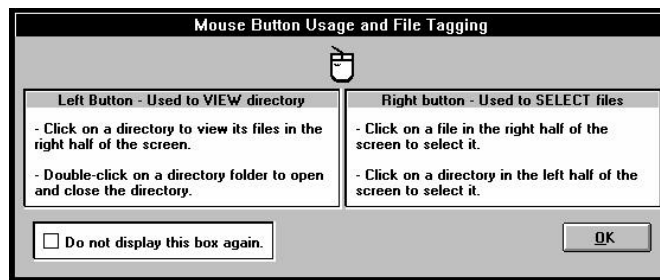 Mouse Button Usage and File Tagging
Left Button - Used to VIEW directory
- Click on a directory to view its files in the
right half of the screen.
- Double-click on a directory folder to open
and close the directory.
Right button - Used to SELECT files
- Click on a file in the right half of the
screen to select it.
- Click on a directory in the left half of the
screen to select it.
Do not display this box again.
OK